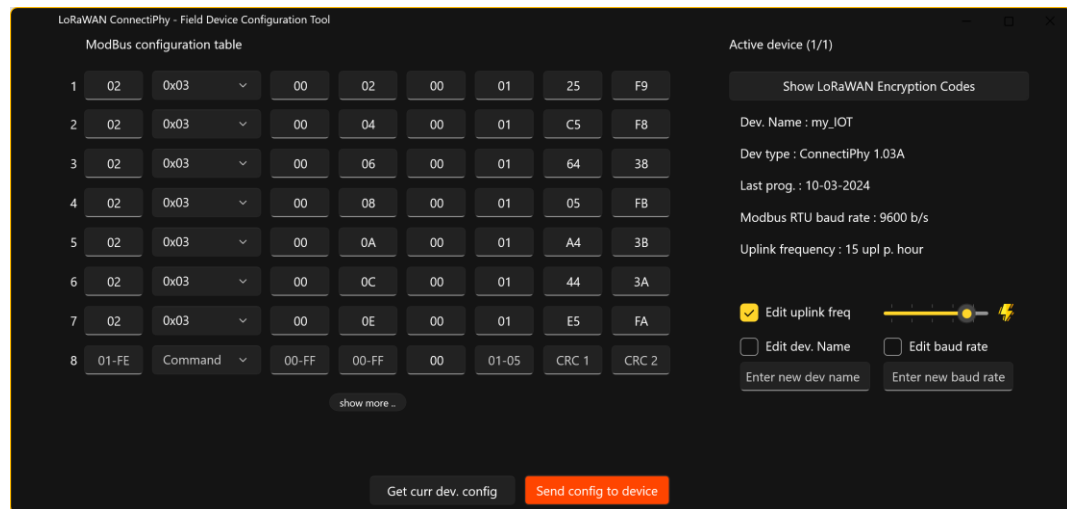 LoRaWAN ConnectiPhy - Field Device Configuration Tool
ModBus configuration table
1 02 0x03 00 02 00 01 25 F9
2 02 0x03 00 04 00 01 C5 F8
3 02 0x03 00 06 00 01 64 38
4 02 0x03 00 08 00 01 05 FB
5 02 0x03 00 0A 00 01 A4 3B
6 02 0x03 00 0C 00 01 44 3A
7 02 0x03 00 0E 00 01 E5 FA
8 01-FE Command 00-FF 00-FF 00 01-05 CRC 1 CRC 2
show more ..
Get curr dev. config
Send config to device
Active device (1/1)
Show LoRaWAN Encryption Codes
Dev. Name : my_IOT
Dev type : ConnectiPhy 1.03A
Last prog. : 10-03-2024
Modbus RTU baud rate : 9600 b/s
Uplink frequency : 15 upl p. hour
Edit uplink freq
Edit dev. Name
Edit baud rate
Enter new dev name
Enter new baud rate